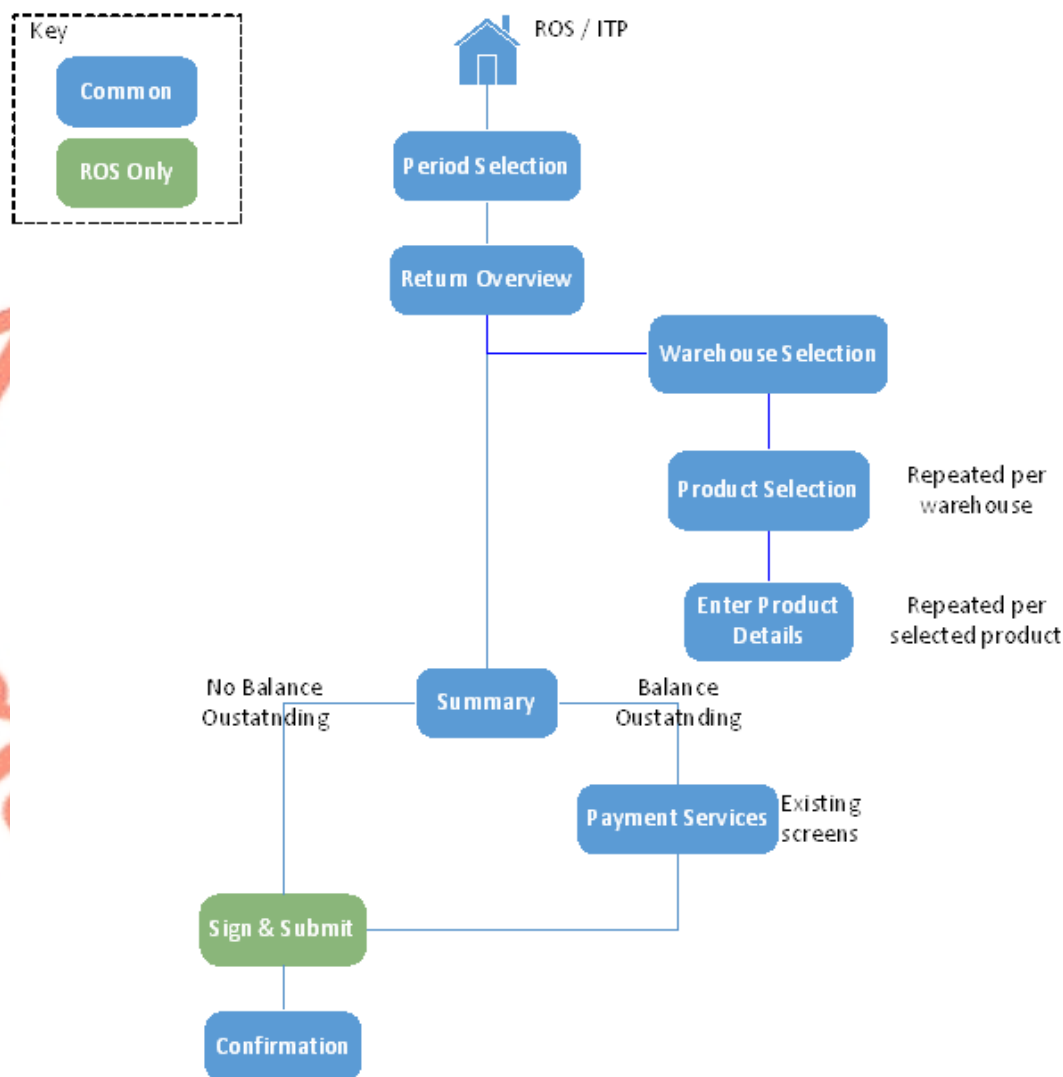 Key
Common
ROS Only
ROS / ITP
Period Selection
Return Overview
Warehouse Selection
Product Selection
Repeated per
warehouse
Enter Product
Details
Repeated per
selected product
No Balance
Oustatnding
Summary
Balance
Oustatnding
Payment Services
Existing
screens
Sign & Submit
Confirmation